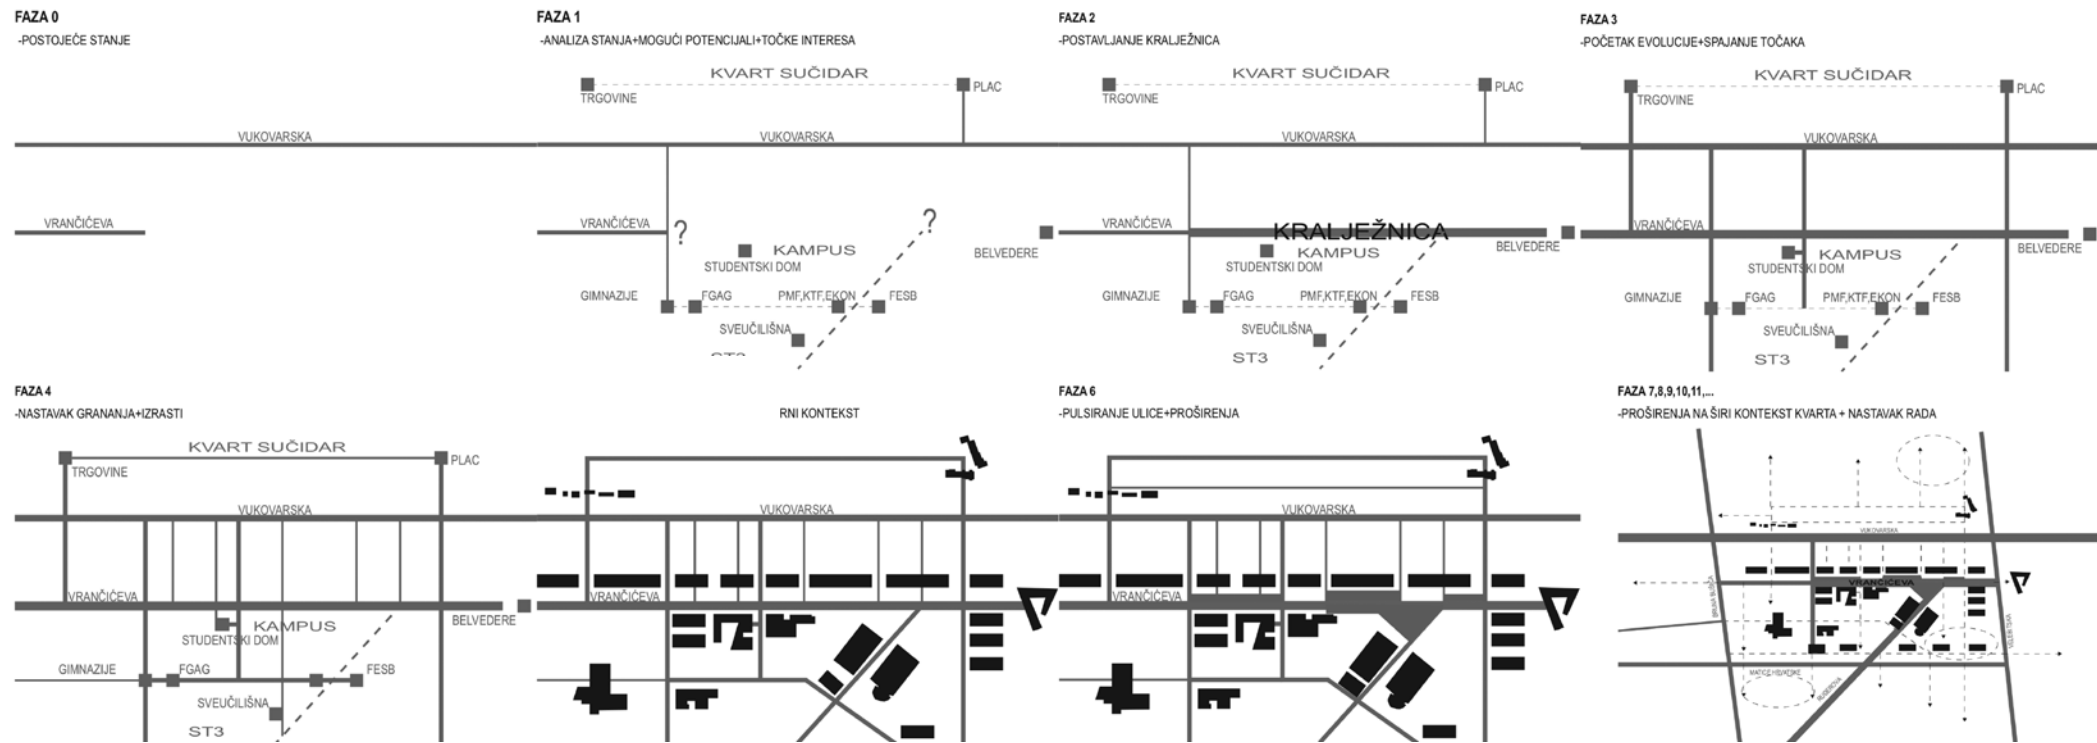 FAZA 0
-POSTOJEĆE STANJE
VUKOVARSKA
VRANČIĆEVA
FAZA 1
-ANALIZA STANJA+MOGUĆI POTENCIJALI+TOČKE INTERESA
KVART SUČIDAR
TRGOVINE
PLAC
VUKOVARSKA
VRANČIĆEVA
?
?
KAMPUS
STUDENTSKI DOM
BELVEDERE
GIMNAZIJE
FGAG
PMF,KTF,EKON
FESB
SVEUČILIŠNA
FAZA 2
-POSTAVLJANJE KRALJEŽNICA
KVART SUČIDAR
TRGOVINE
PLAC
VUKOVARSKA
VRANČIĆEVA
KRALJEŽNICA
KAMPUS
STUDENTSKI DOM
BELVEDERE
GIMNAZIJE
FGAG
PMF,KTF,EKON
FESB
SVEUČILIŠNA
ST3
FAZA 3
-POČETAK EVOLUCIJE+SPAJANJE TOČAKA
KVART SUČIDAR
TRGOVINE
PLAC
VUKOVARSKA
VRANČIĆEVA
KAMPUS
STUDENTSKI DOM
BELVEDERE
GIMNAZIJE
FGAG
PMF,KTF,EKON
FESB
SVEUČILIŠNA
ST3
FAZA 4
-NASTAVAK GRANANJA+IZRASTI
KVART SUČIDAR
TRGOVINE
PLAC
VUKOVARSKA
VRANČIĆEVA
KAMPUS
STUDENTSKI DOM
BELVEDERE
GIMNAZIJE
FGAG
FESB
SVEUČILIŠNA
ST3
RNI KONTEKST
VUKOVARSKA
VRANČIĆEVA
FAZA 6
-PULSIRANJE ULICE+PROŠIRENJA
VUKOVARSKA
VRANČIĆEVA
FAZA 7,8,9,10,11,...
-PROŠIRENJA NA ŠIRI KONTEKST KVARTA + NASTAVAK RADA
VUKOVARSKA
VRANČIĆEVA
MATICE HRVATSKE